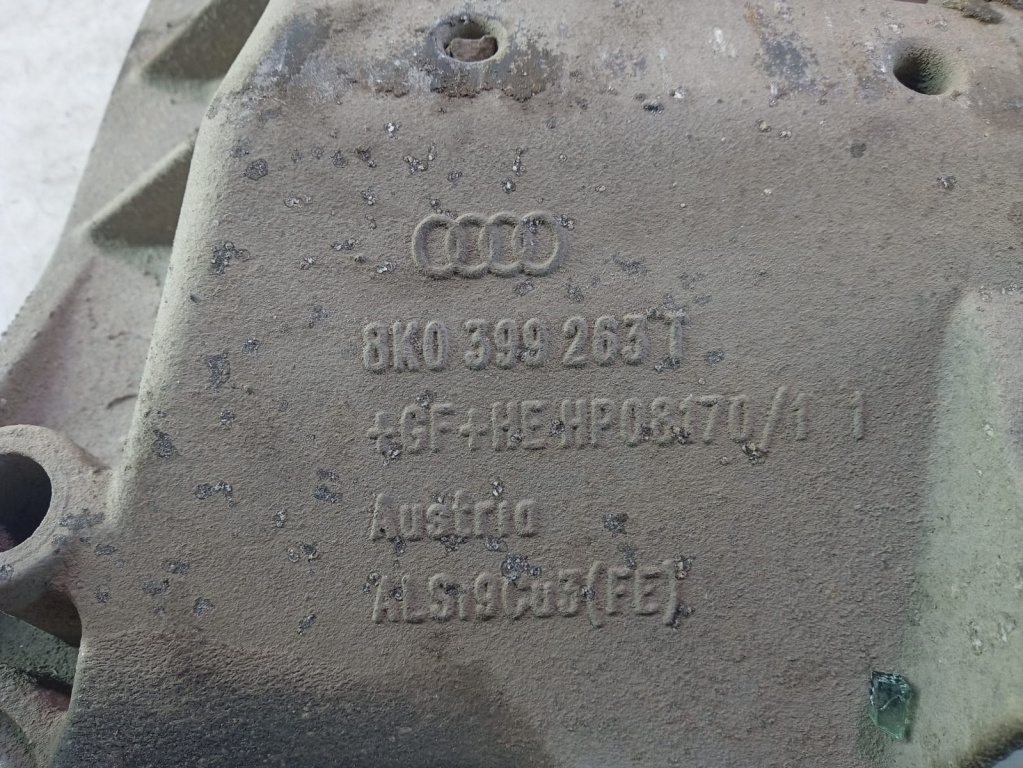 8K0 399 263 T
+GF+HE HP08170/1 1
Austria
ALSi9Cu3(FE)